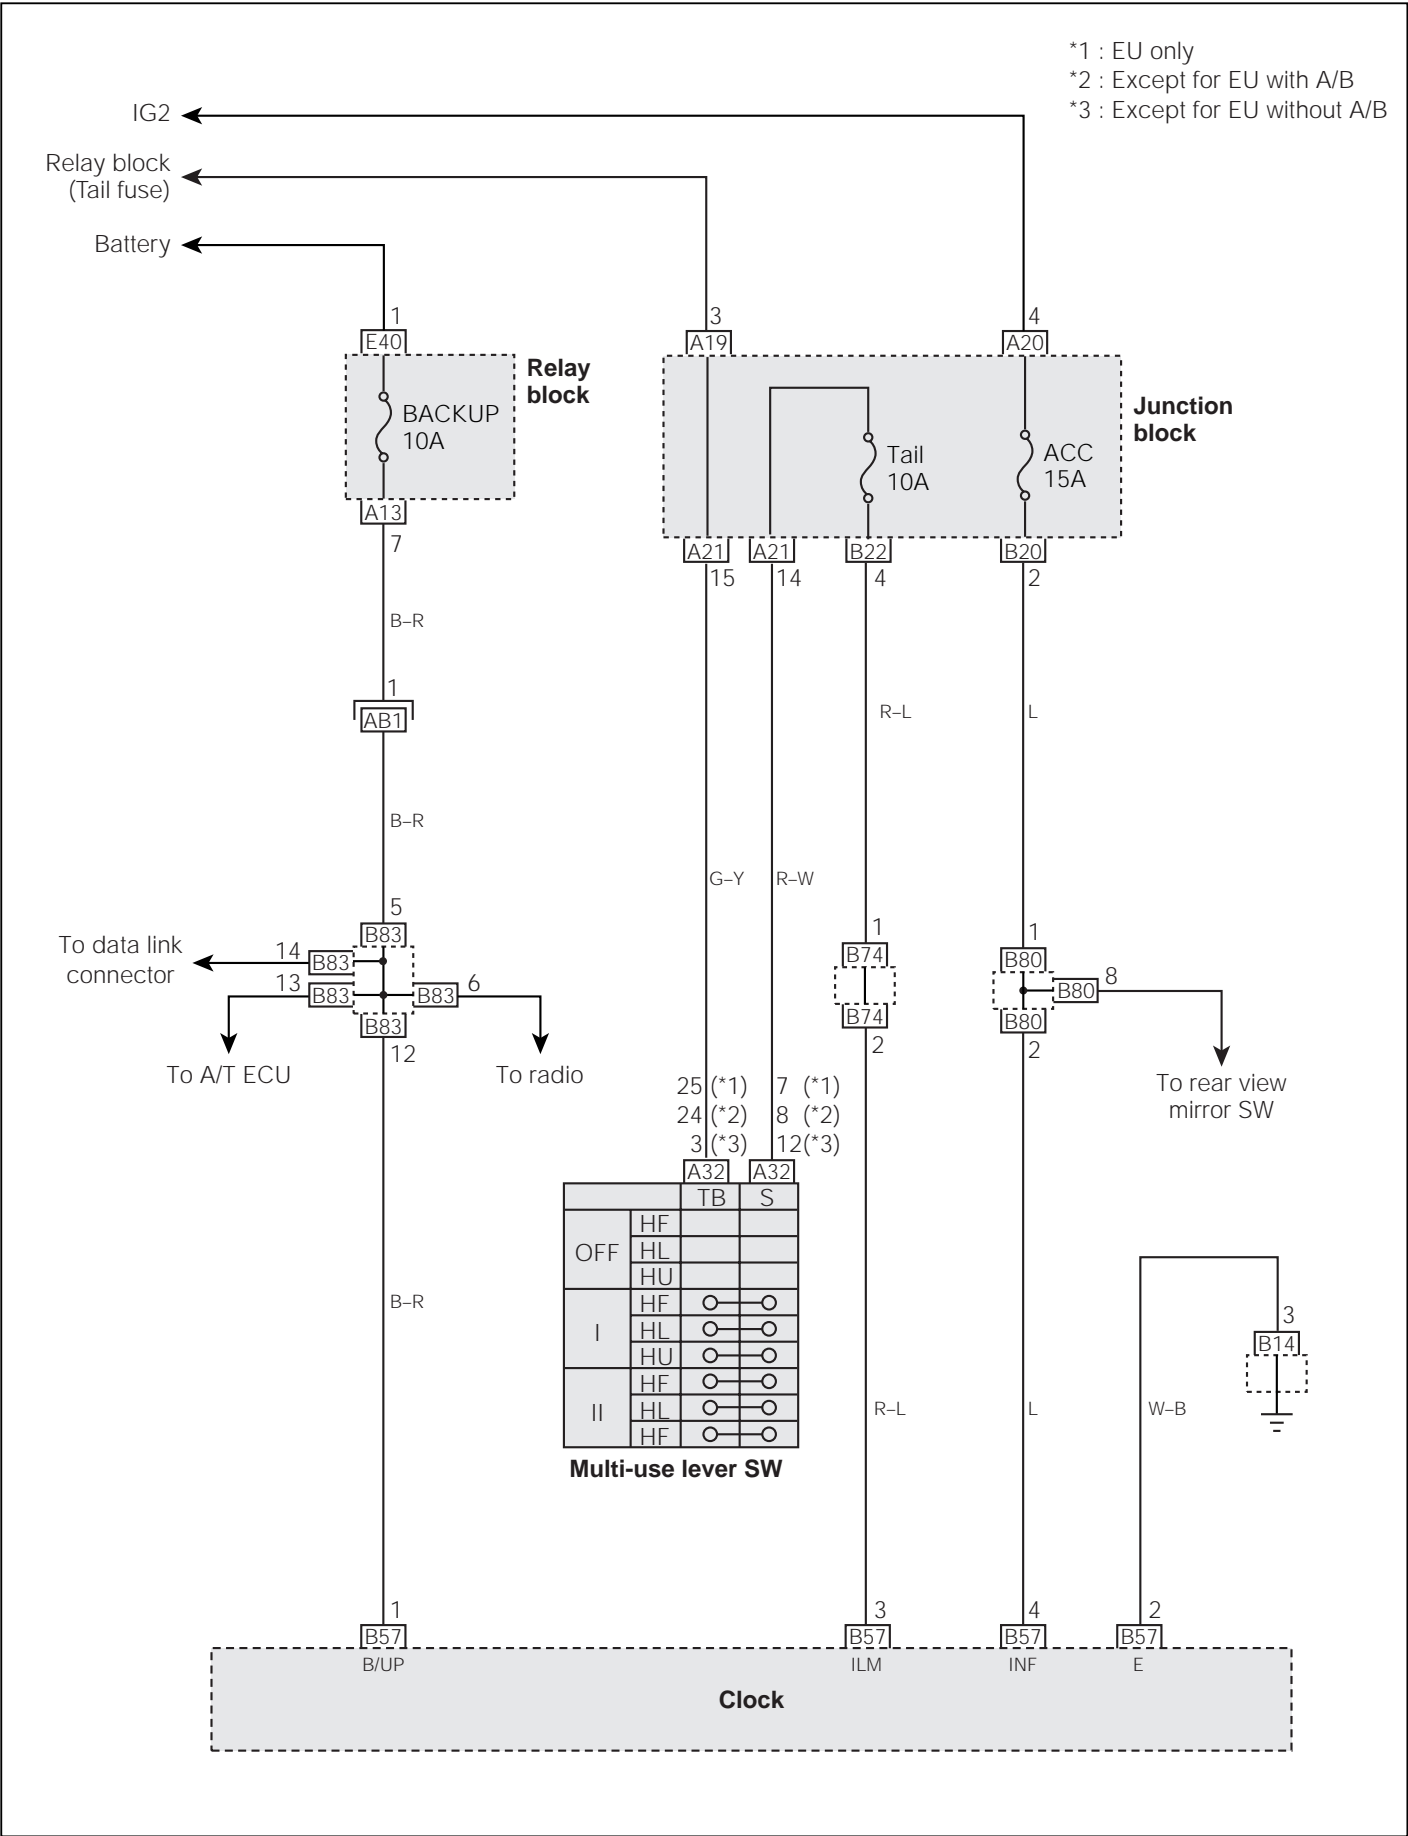 *1 : EU only
*2 : Except for EU with A/B
*3 : Except for EU without A/B
IG2
Relay block
(Tail fuse)
Battery
1
3
4
E40
A19
A20
Relay
block
BACKUP
10A
Junction
block
Tail
10A
ACC
15A
A13
7
A21
A21
B22
B20
15
14
4
2
B–R
1
AB1
R–L
L
B–R
G–Y
R–W
5
B83
To data link
connector
14
B83
13
B83
B83
6
B83
12
To A/T ECU
To radio
1
B74
B74
2
1
B80
B80
8
B80
2
To rear view
mirror SW
25 (*1)
7 (*1)
24 (*2)
8 (*2)
3 (*3)
12(*3)
A32
A32
TB
S
OFF
HF
HL
HU
I
HF
HL
HU
II
HF
HL
HF
Multi-use lever SW
B–R
R–L
L
W–B
3
B14
1
3
4
2
B57
B57
B57
B57
B/UP
ILM
INF
E
Clock